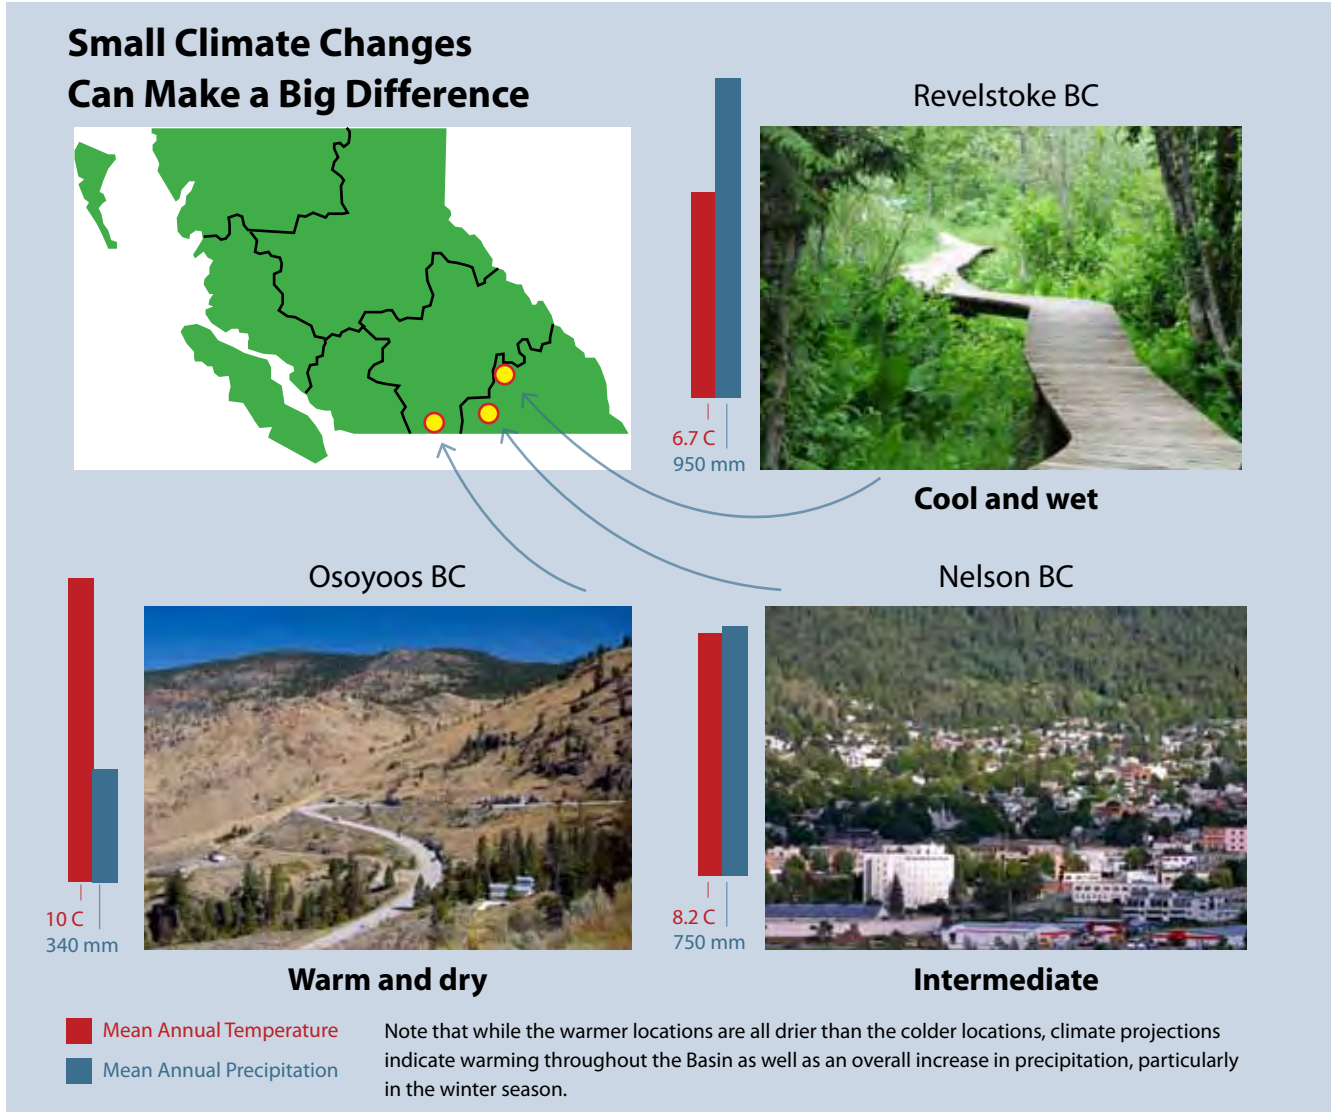 Small Climate Changes
Can Make a Big Difference
Revelstoke BC
6.7 C
950 mm
Cool and wet
Osoyoos BC
10 C
340 mm
Warm and dry
Nelson BC
8.2 C
750 mm
Intermediate
Mean Annual Temperature
Mean Annual Precipitation
Note that while the warmer locations are all drier than the colder locations, climate projections
indicate warming throughout the Basin as well as an overall increase in precipitation, particularly
in the winter season.